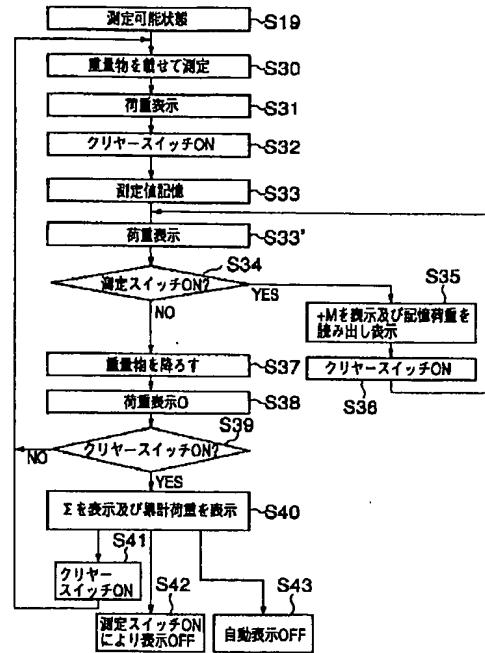 測定可能状態
S19
重量物を載せて測定
S30
荷重表示
S31
クリヤースイッチON
S32
測定値記憶
S33
荷重表示
S33'
S34
測定スイッチON?
YES
NO
S35
+Mを表示及び記憶荷重を
読み出し表示
クリヤースイッチON
S36
重量物を降ろす
S37
荷重表示0
S38
S39
クリヤースイッチON?
NO
YES
Σを表示及び累計荷重を表示
S40
S41
クリヤー
スイッチON
S42
測定スイッチON
により表示OFF
S43
自動表示OFF